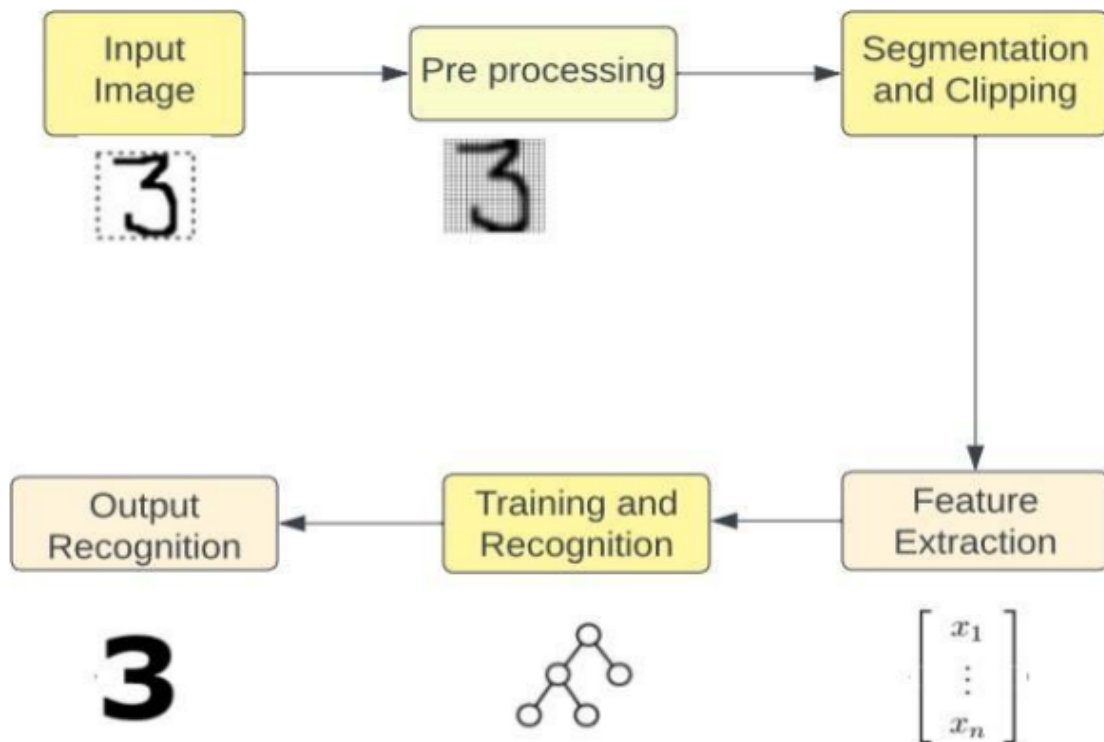 Input
Image
Pre processing
Segmentation
and Clipping
3
3
Output
Recognition
Training and
Recognition
Feature
Extraction
3
x₁
⋮
xₙ